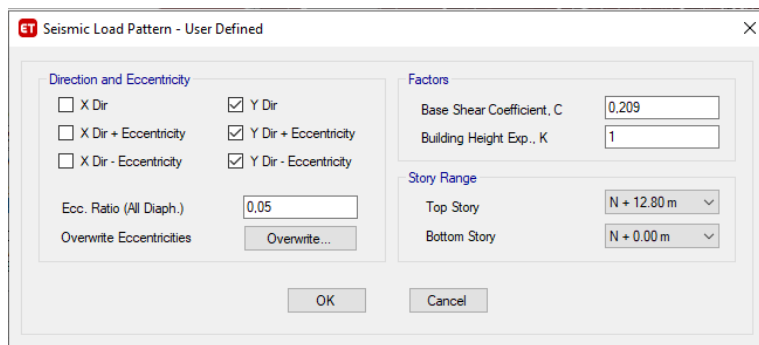 ET Seismic Load Pattern - User Defined
Direction and Eccentricity
X Dir
Y Dir
X Dir + Eccentricity
Y Dir + Eccentricity
X Dir - Eccentricity
Y Dir - Eccentricity
Ecc. Ratio (All Diaph.)
0,05
Overwrite Eccentricities
Overwrite...
Factors
Base Shear Coefficient, C
0,209
Building Height Exp., K
1
Story Range
Top Story
N + 12.80 m
Bottom Story
N + 0.00 m
OK
Cancel